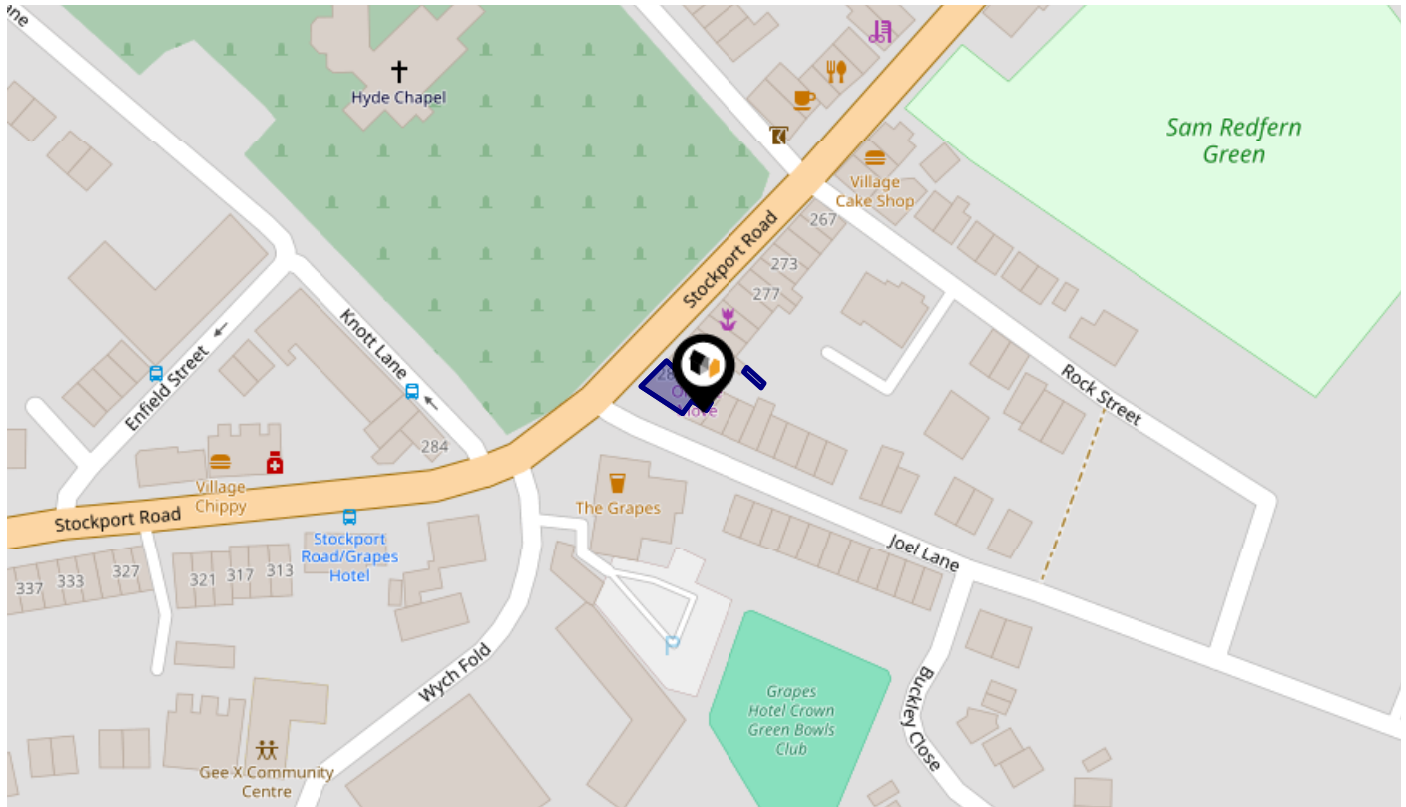 ane
Hyde Chapel
Sam Redfern
Green
Village
Cake Shop
267
Stockport Road
273
277
Knott Lane
Enfield Street
Rock Street
284
Village
Chippy
The Grapes
Stockport Road
Stockport
Road/Grapes
Hotel
Joel Lane
337
333
327
321
317
313
Wych Fold
P
Buckley Close
Grapes
Hotel Crown
Green Bowls
Club
Gee X Community
Centre